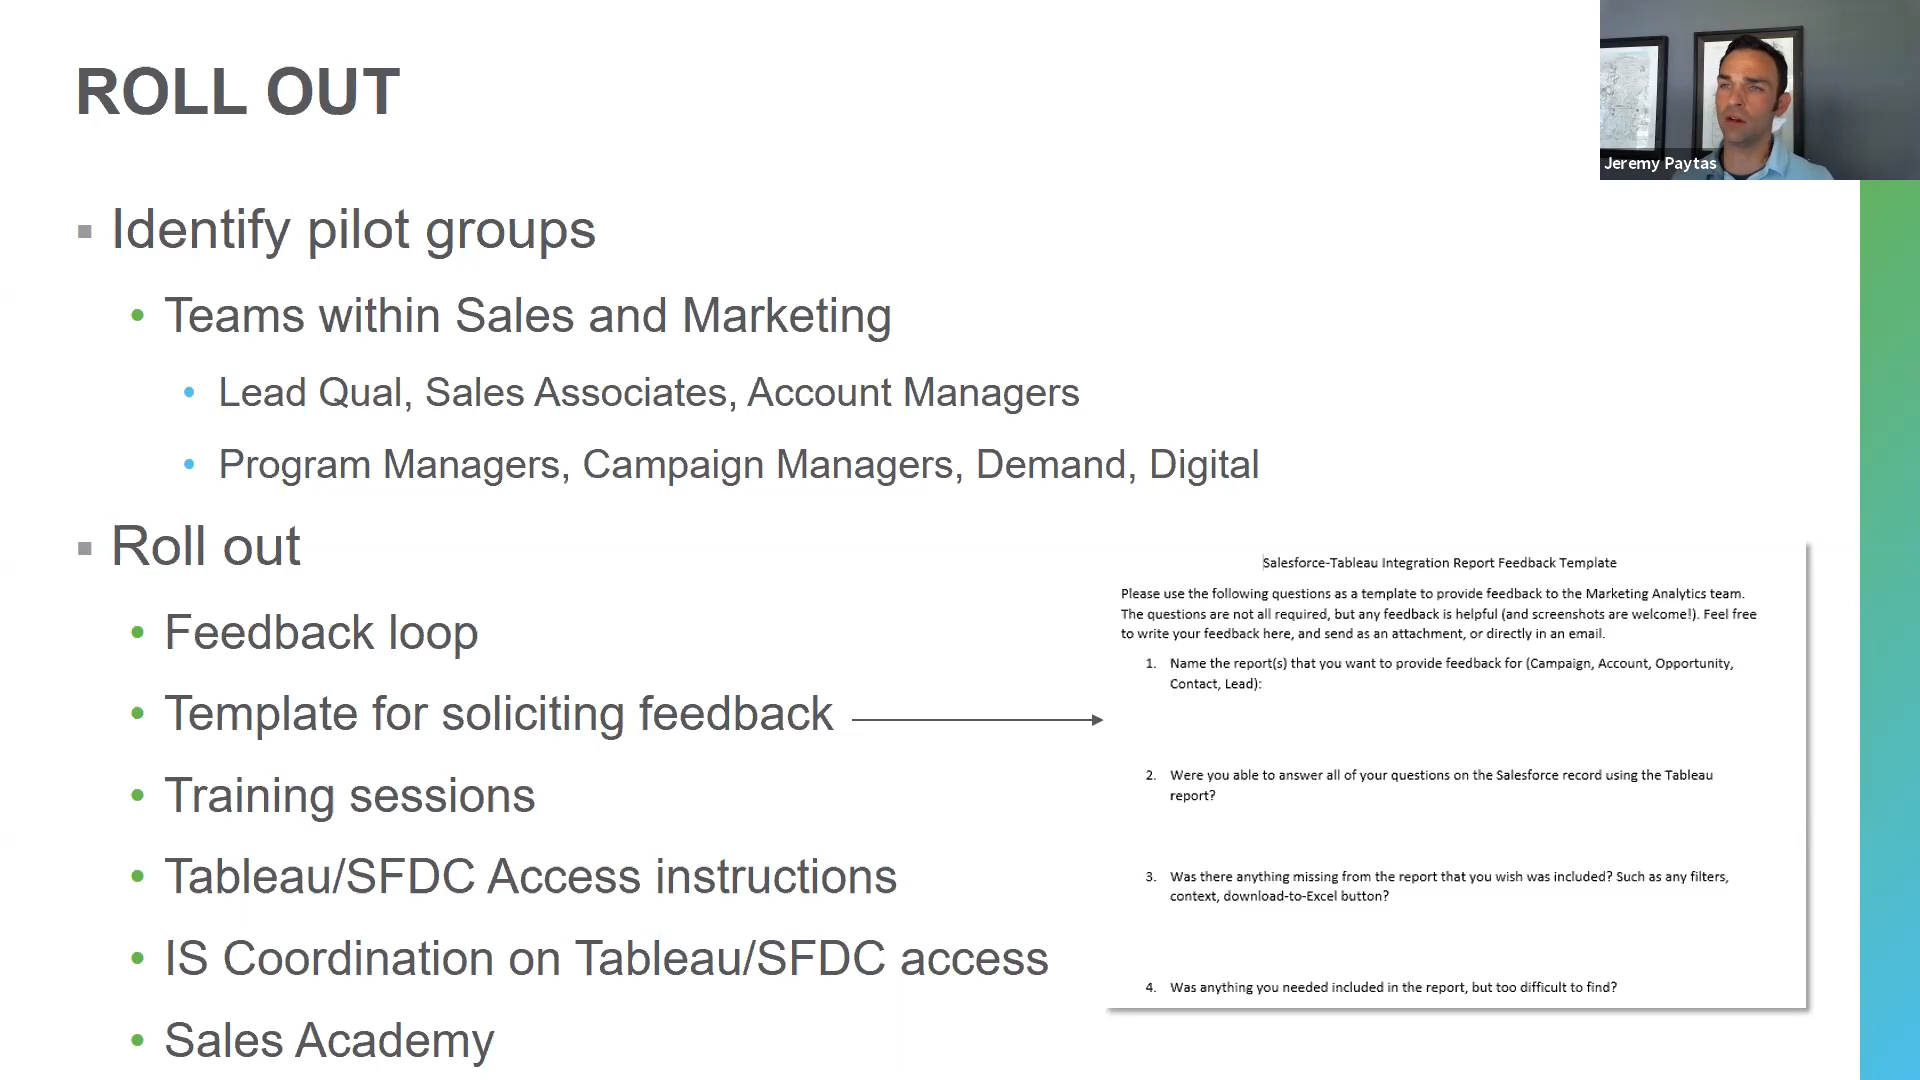 ROLL OUT
Jeremy Paytas
Identify pilot groups
Teams within Sales and Marketing
Lead Qual, Sales Associates, Account Managers
Program Managers, Campaign Managers, Demand, Digital
Roll out
Feedback loop
Template for soliciting feedback
Training sessions
Tableau/SFDC Access instructions
IS Coordination on Tableau/SFDC access
Sales Academy
Salesforce-Tableau Integration Report Feedback Template
Please use the following questions as a template to provide feedback to the Marketing Analytics team.
The questions are not all required, but any feedback is helpful (and screenshots are welcome!). Feel free
to write your feedback here, and send as an attachment, or directly in an email.
1. Name the report(s) that you want to provide feedback for (Campaign, Account, Opportunity,
Contact, Lead):
2. Were you able to answer all of your questions on the Salesforce record using the Tableau
report?
3. Was there anything missing from the report that you wish was included? Such as any filters,
context, download-to-Excel button?
4. Was anything you needed included in the report, but too difficult to find?